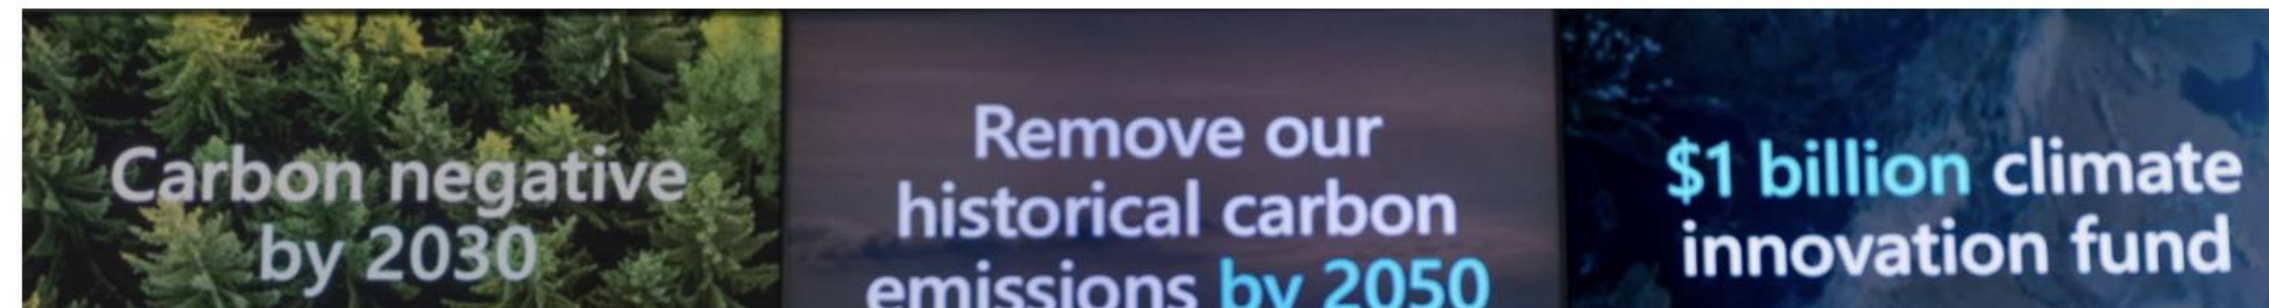 Carbon negative
by 2030
Remove our
historical carbon
emissions by 2050
$1 billion climate
innovation fund